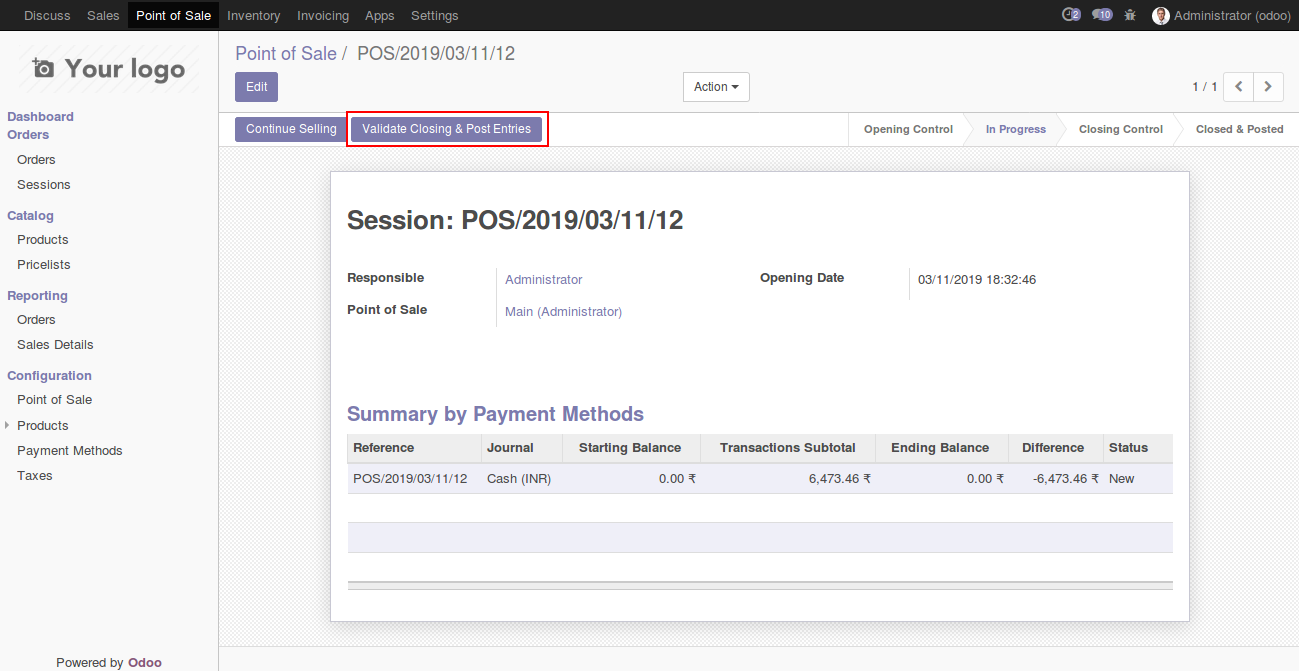 Discuss Sales Point of Sale Inventory Invoicing Apps Settings 2 10 Administrator (odoo)
Your logo
Point of Sale / POS/2019/03/11/12
Edit Action 1 / 1
Continue Selling Validate Closing & Post Entries Opening Control In Progress Closing Control Closed & Posted
Dashboard
Orders
Orders
Sessions
Catalog
Products
Pricelists
Reporting
Orders
Sales Details
Configuration
Point of Sale
Products
Payment Methods
Taxes
Powered by Odoo
Session: POS/2019/03/11/12
Responsible Administrator Opening Date 03/11/2019 18:32:46
Point of Sale Main (Administrator)
Summary by Payment Methods
Reference Journal Starting Balance Transactions Subtotal Ending Balance Difference Status
POS/2019/03/11/12 Cash (INR) 0.00 ₹ 6,473.46 ₹ 0.00 ₹ -6,473.46 ₹ New